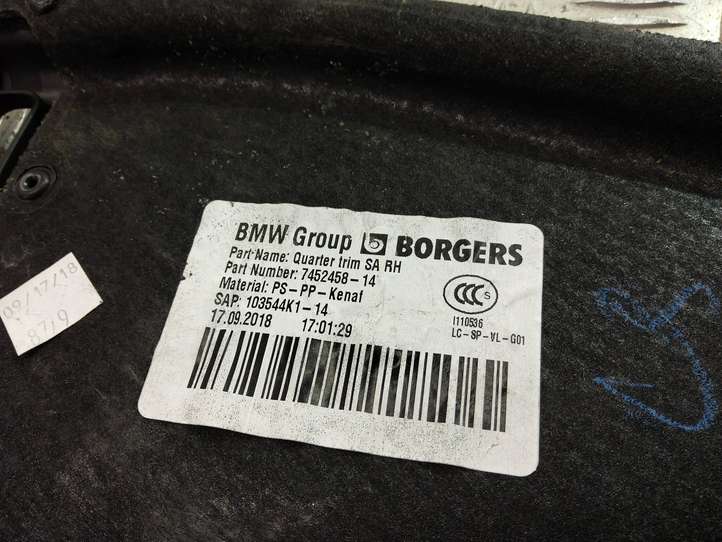 BMW Group BORGERS
Part Name: Quarter trim SA RH
Part Number: 7452458-14
Material: PS-PP-Kenaf
SAP: 103544K1-14
17.09.2018 17:01:29
CCC S
I110536
LC-SP-VL-G01
09/17/18